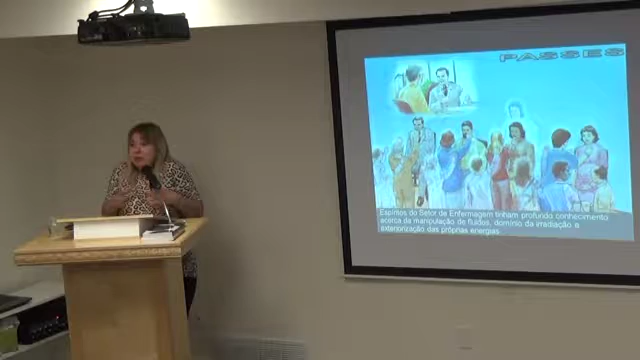 PASSES
Espíritos do Setor de Enfermagem tinham profundo conhecimento
acerca da manipulação de fluidos, domínio da irradiação e
exteriorização das próprias energias.